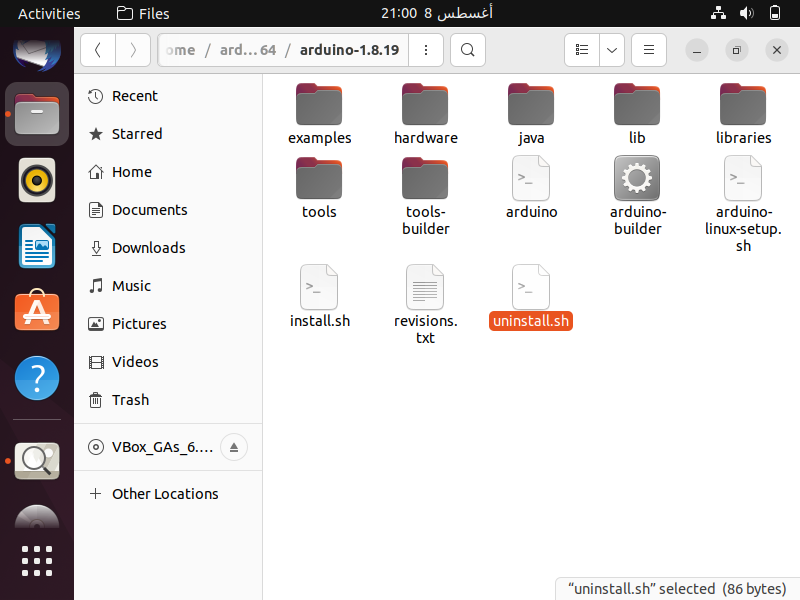 Activities
Files
21:00 8 أغسطس
ome / ard…64 / arduino-1.8.19
Recent
Starred
Home
Documents
Downloads
Music
Pictures
Videos
Trash
VBox_GAs_6.…
Other Locations
examples
hardware
java
lib
libraries
tools
tools-
builder
arduino
arduino-
builder
arduino-
linux-setup.
sh
install.sh
revisions.
txt
uninstall.sh
“uninstall.sh” selected (86 bytes)